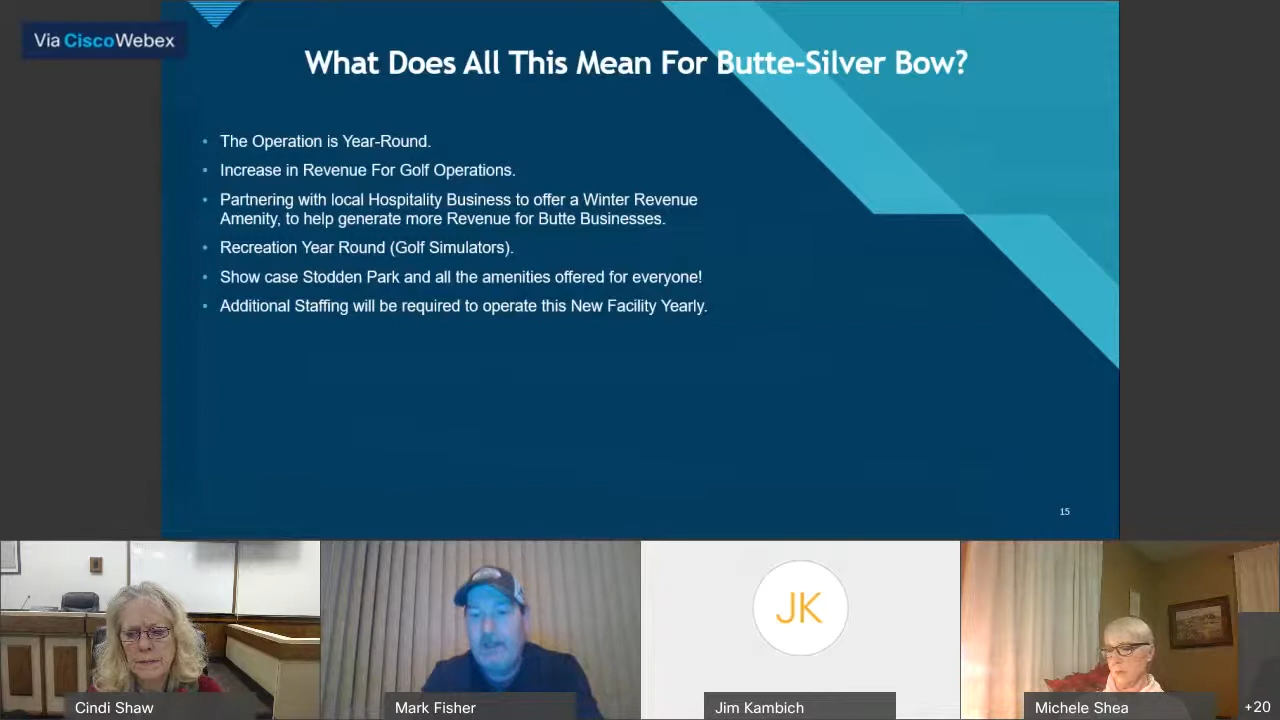 Via Cisco Webex
What Does All This Mean For Butte-Silver Bow?
• The Operation is Year-Round.
• Increase in Revenue For Golf Operations.
• Partnering with local Hospitality Business to offer a Winter Revenue
Amenity, to help generate more Revenue for Butte Businesses.
• Recreation Year Round (Golf Simulators).
• Show case Stodden Park and all the amenities offered for everyone!
• Additional Staffing will be required to operate this New Facility Yearly.
15
JK
Cindi Shaw
Mark Fisher
Jim Kambich
Michele Shea
+20